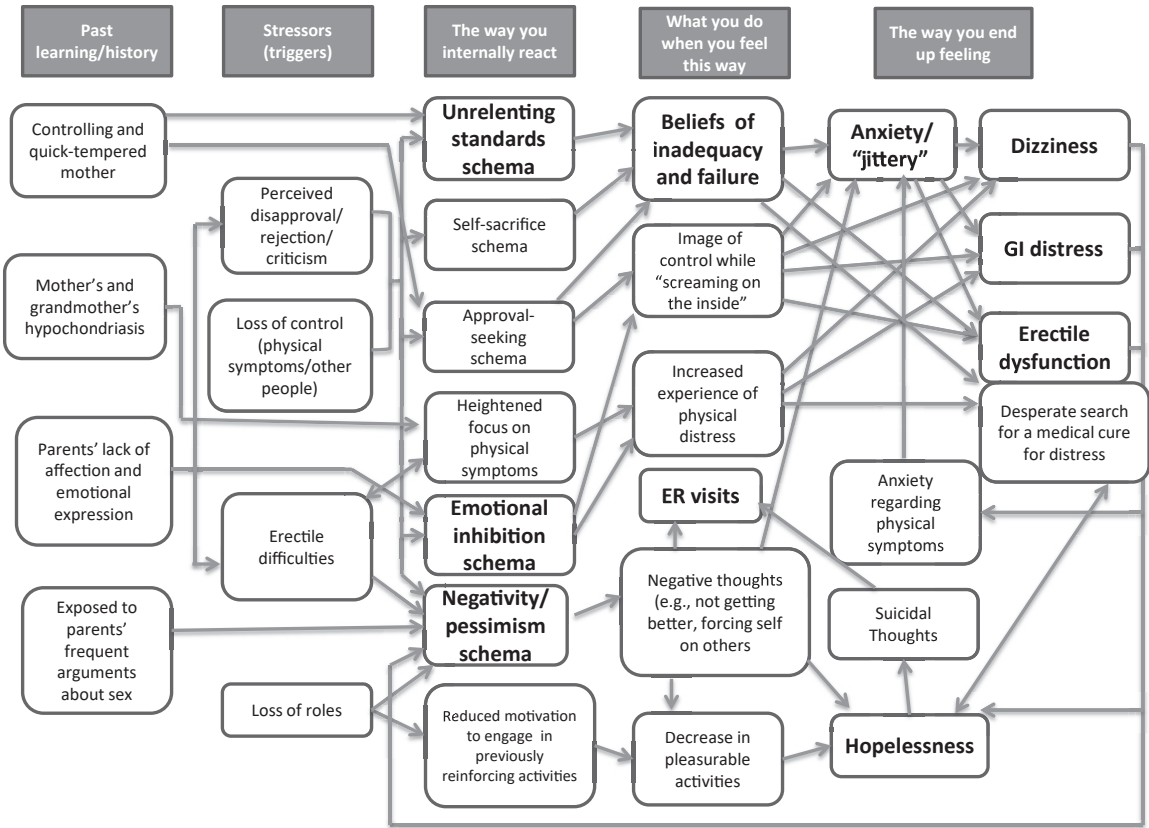 Past
learning/history
Stressors
(triggers)
The way you
internally react
What you do
when you feel
this way
The way you end
up feeling
Controlling and
quick-tempered
mother
Mother's and
grandmother's
hypochondriasis
Parents' lack of
affection and
emotional
expression
Exposed to
parents'
frequent
arguments
about sex
Perceived
disapproval/
rejection/
criticism
Loss of control
(physical
symptoms/other
people)
Erectile
difficulties
Loss of roles
Unrelenting
standards
schema
Self-sacrifice
schema
Approval-
seeking
schema
Heightened
focus on
physical
symptoms
Emotional
inhibition
schema
Negativity/
pessimism
schema
Reduced motivation
to engage in
previously
reinforcing activities
Beliefs of
inadequacy
and failure
Image of
control while
"screaming on
the inside"
Increased
experience of
physical
distress
ER visits
Negative thoughts
(e.g., not getting
better, forcing self
on others
Decrease in
pleasurable
activities
Anxiety/
"jittery"
Dizziness
GI distress
Erectile
dysfunction
Desperate search
for a medical cure
for distress
Anxiety
regarding
physical
symptoms
Suicidal
Thoughts
Hopelessness